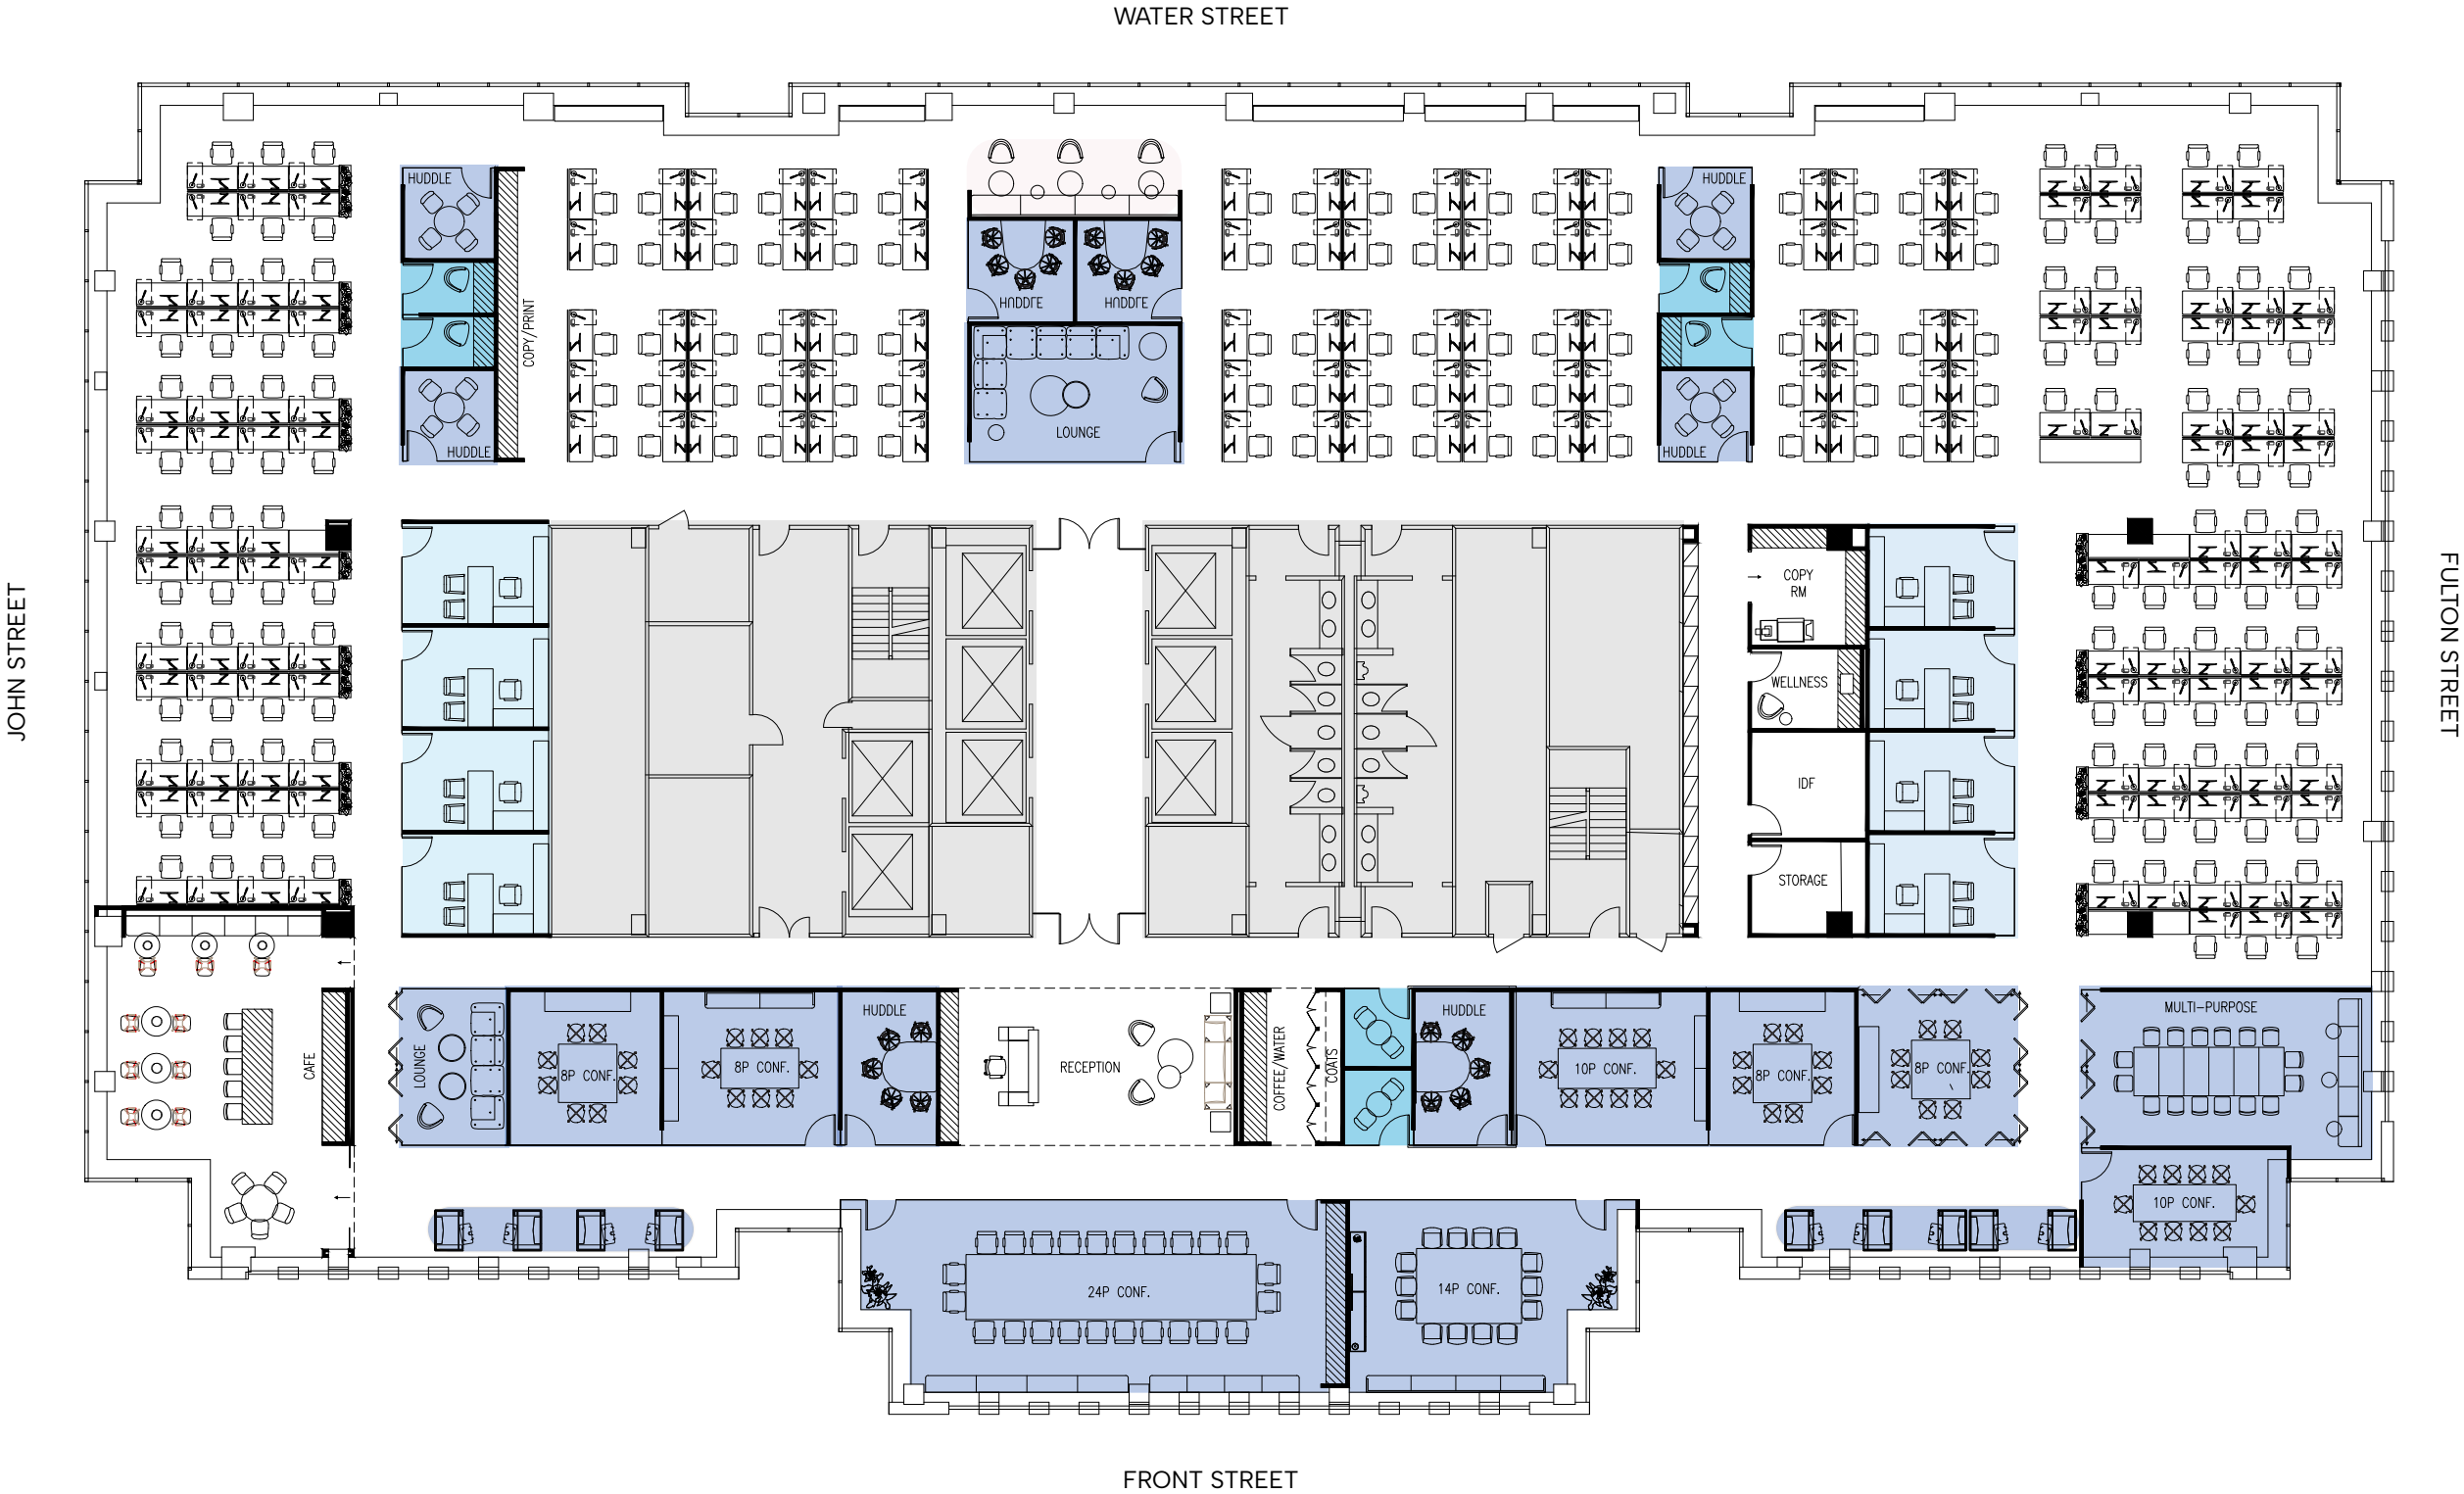 WATER STREET
HUDDLE
HUDDLE
COPY/PRINT
HUDDLE
HUDDLE
HUDDLE
LOUNGE
HUDDLE
HUDDLE
JOHN STREET
FULTON STREET
COPY
RM
WELLNESS
IDF
STORAGE
CAFE
LOUNGE
8P CONF.
8P CONF.
HUDDLE
RECEPTION
COFFEE/WATER
COATS
HUDDLE
10P CONF.
8P CONF.
8P CONF.
MULTI-PURPOSE
10P CONF.
24P CONF.
14P CONF.
FRONT STREET